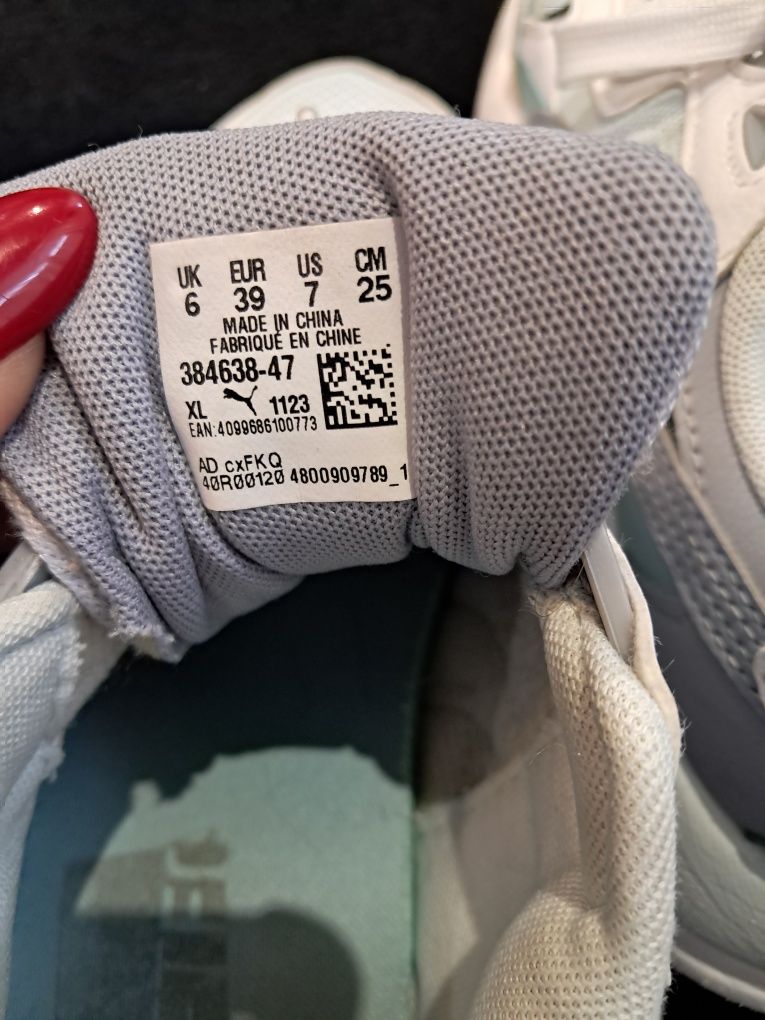 UK EUR US CM
6 39 7 25
MADE IN CHINA
FABRIQUÉ EN CHINE
384638-47
XL 1123
EAN:4099686100773
AD cxFKQ
40R00120 4800909789_1